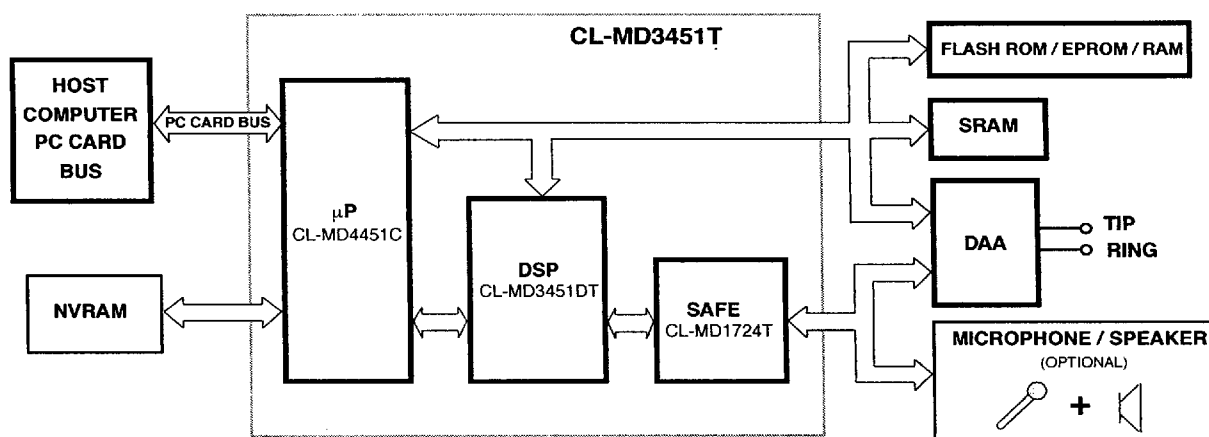 CL-MD3451T
HOST
COMPUTER
PC CARD
BUS
PC CARD BUS
NVRAM
μP
CL-MD4451C
DSP
CL-MD3451DT
SAFE
CL-MD1724T
FLASH ROM / EPROM / RAM
SRAM
DAA
TIP
RING
MICROPHONE / SPEAKER
(OPTIONAL)
+